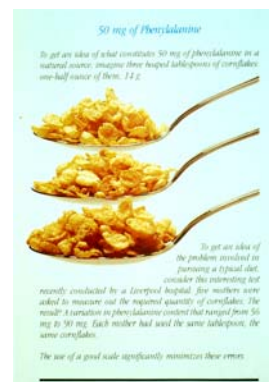 50 mg of Phenylalanine
To get an idea of what constitutes 50 mg of phenylalanine in a
natural source, imagine three heaped tablespoons of cornflakes
one-half ounce of them, 14 g
To get an idea of
the problem involved in
pursuing a typical diet,
consider this interesting test
recently conducted by a Liverpool hospital: five mothers were
asked to measure out the required quantity of cornflakes. The
result? A variation in phenylalanine content that ranged from 56
mg to 90 mg. Each mother had used the same tablespoon, the
same cornflakes.
The use of a good scale significantly minimizes these errors.